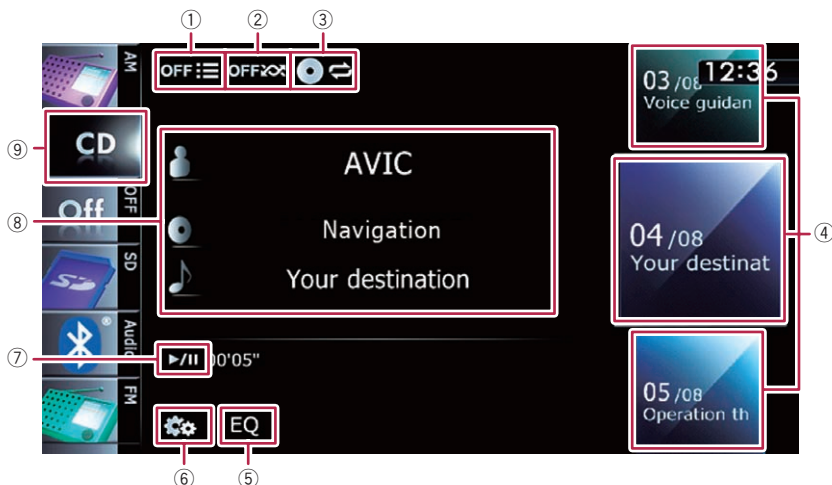 ① ② ③
AM
OFF OFF
03/08 12:36
Voice guidan
⑨ CD
⑧ AVIC
Off OFF
Navigation
④
04/08
Your destinat
SD
Your destination
Audio
⑦ 00'05"
FM
05/08
Operation th
EQ
⑥ ⑤